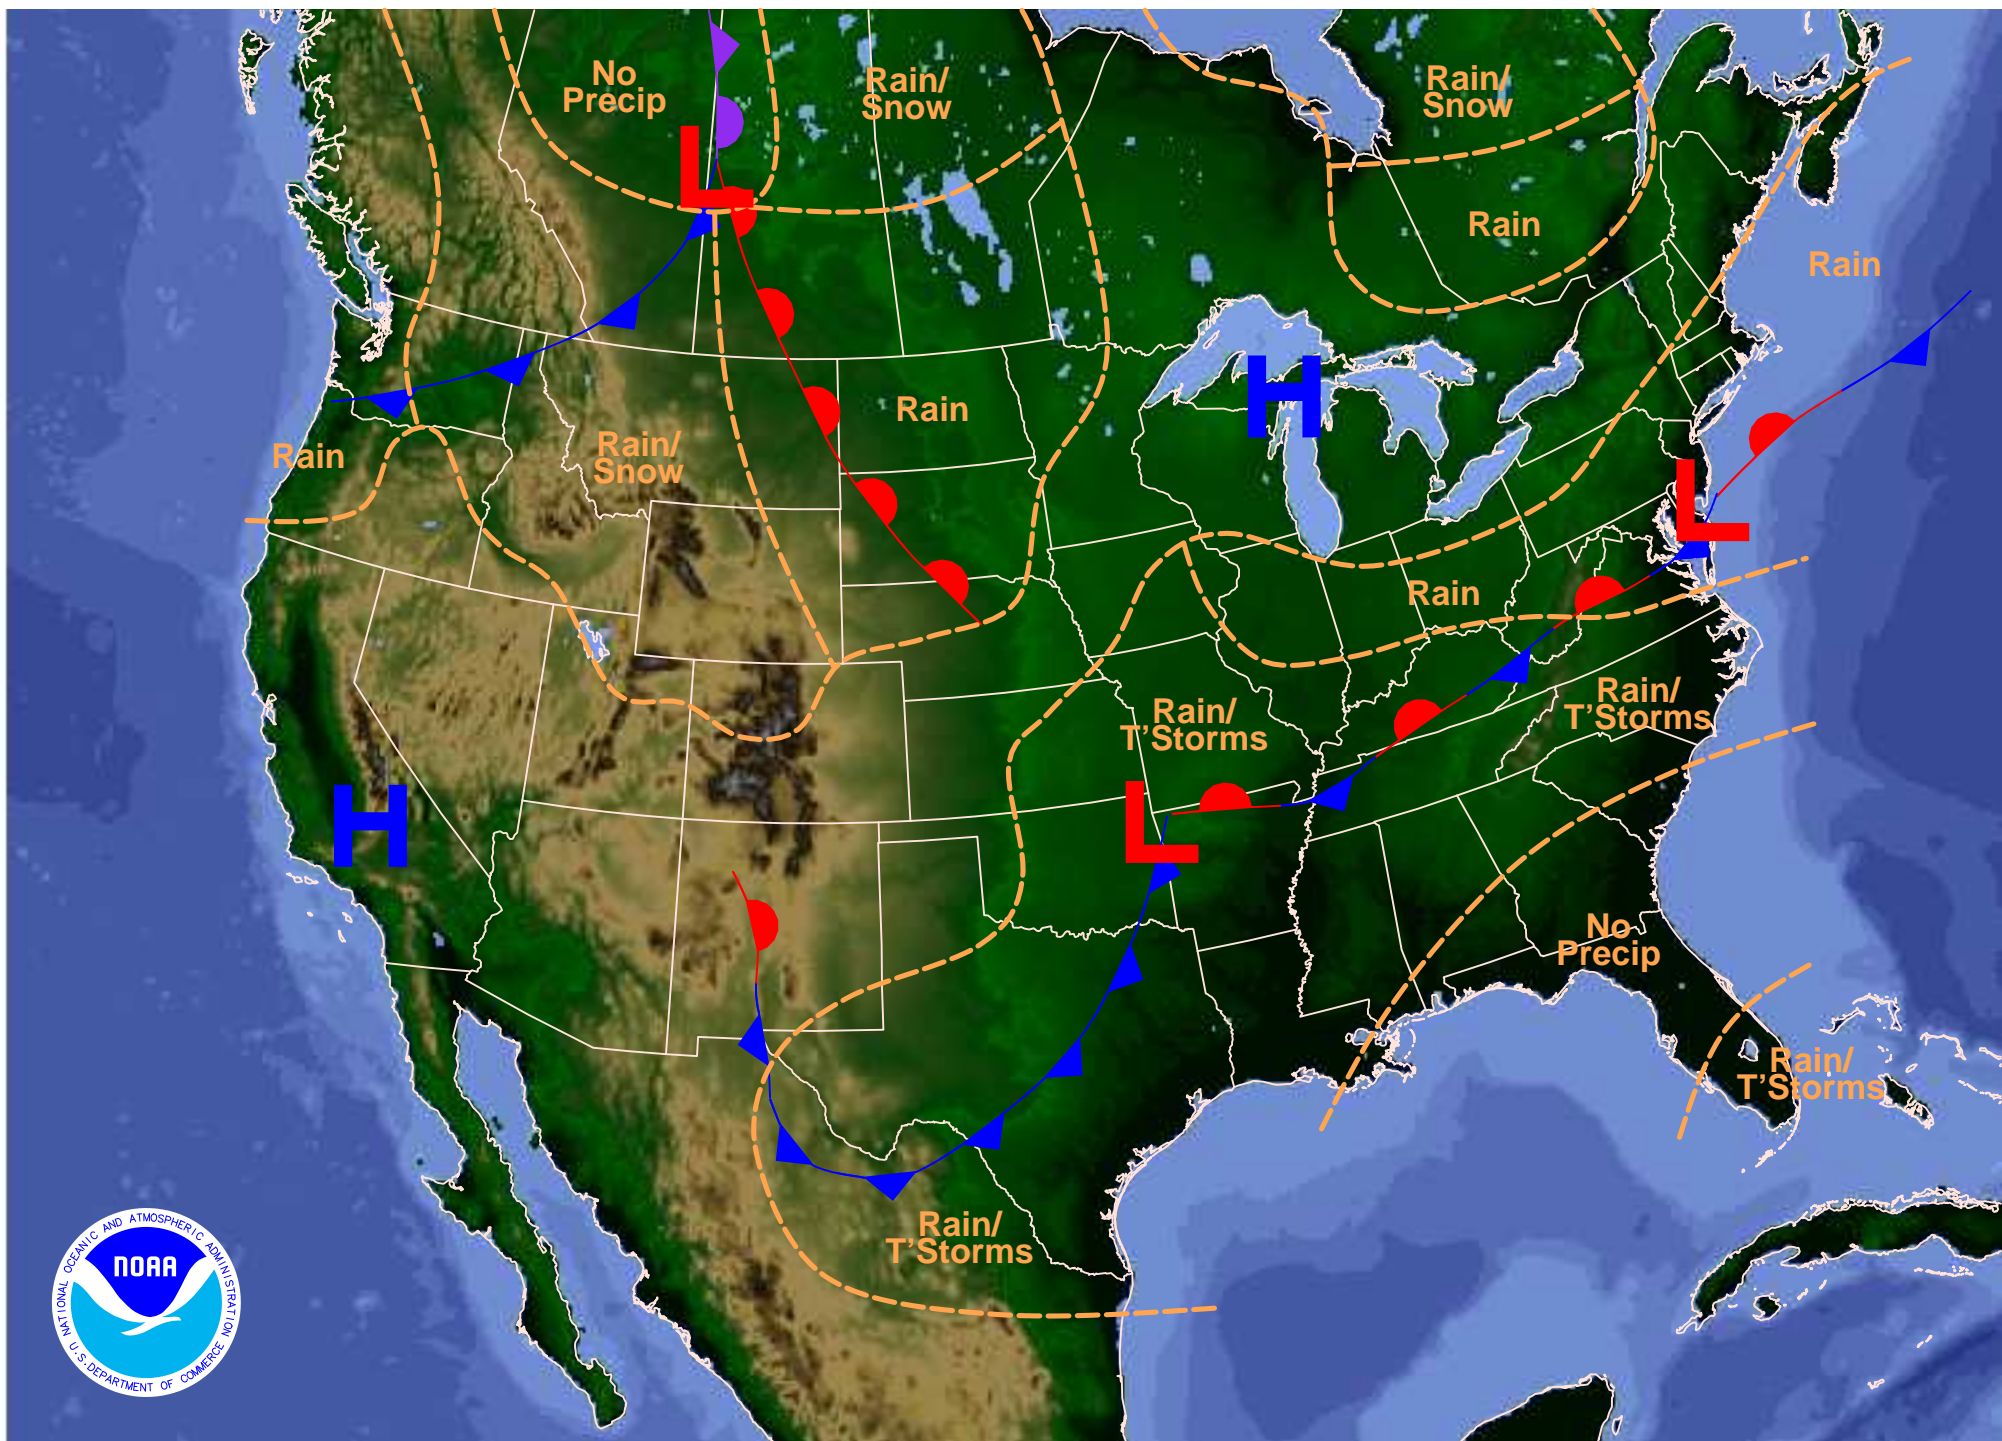 No
Precip
Rain/
Snow
Rain/
Snow
Rain
Rain
L
H
Rain
Rain
Rain/
Snow
L
Rain
Rain/
T'Storms
Rain/
T'Storms
H
L
No
Precip
Rain/
T'Storms
Rain/
T'Storms
NATIONAL OCEANIC AND ATMOSPHERIC ADMINISTRATION
NOAA
U.S. DEPARTMENT OF COMMERCE